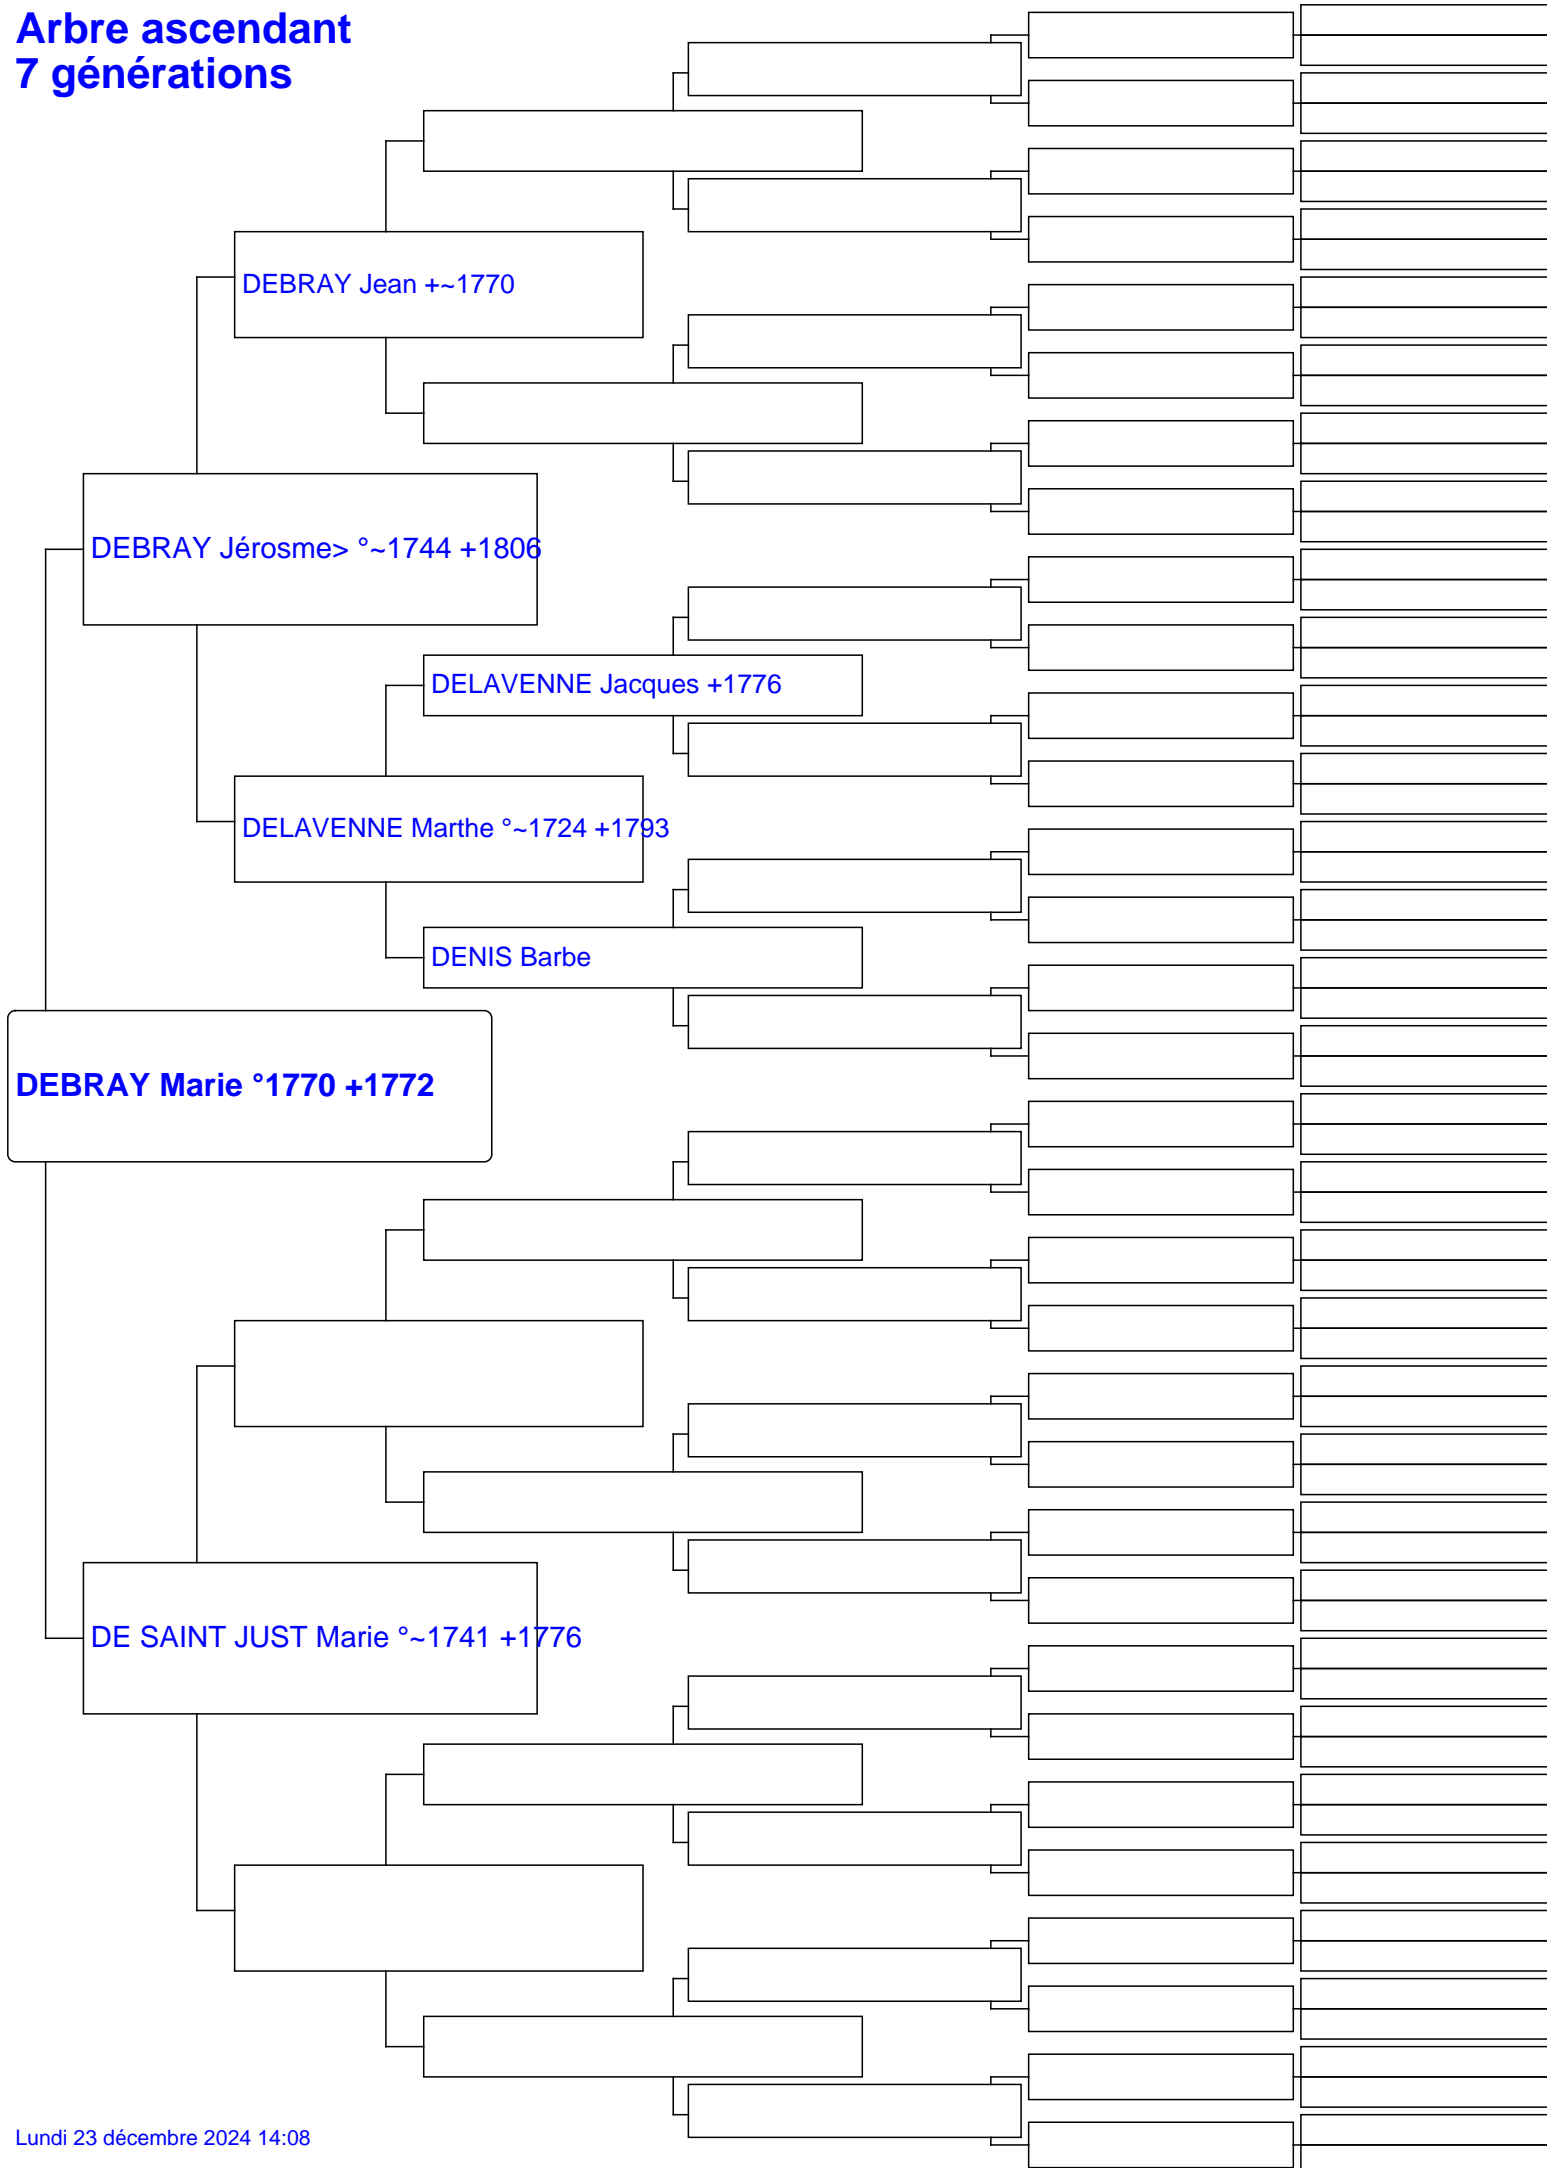 Arbre ascendant
7 générations
DEBRAY Jean +~1770
DEBRAY Jérosme> °~1744 +1806
DELAVENNE Jacques +1776
DELAVENNE Marthe °~1724 +1793
DENIS Barbe
DEBRAY Marie °1770 +1772
DE SAINT JUST Marie °~1741 +1776
Lundi 23 décembre 2024 14:08